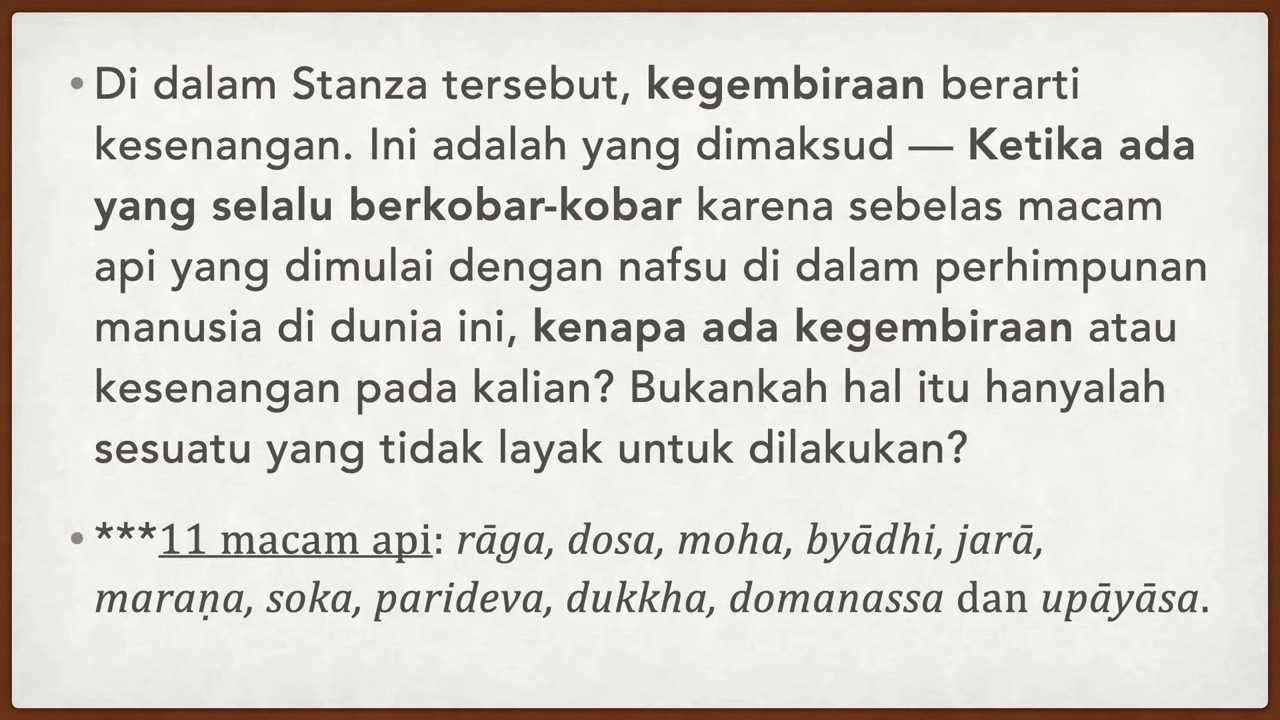 • Di dalam Stanza tersebut, kegembiraan berarti
kesenangan. Ini adalah yang dimaksud — Ketika ada
yang selalu berkobar-kobar karena sebelas macam
api yang dimulai dengan nafsu di dalam perhimpunan
manusia di dunia ini, kenapa ada kegembiraan atau
kesenangan pada kalian? Bukankah hal itu hanyalah
sesuatu yang tidak layak untuk dilakukan?
• ***11 macam api: rāga, dosa, moha, byādhi, jarā,
maraṇa, soka, parideva, dukkha, domanassa dan upāyāsa.